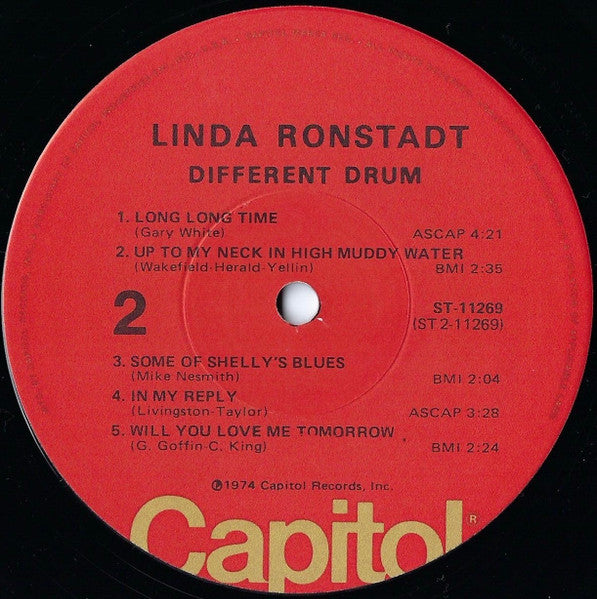 LINDA RONSTADT
DIFFERENT DRUM
1. LONG LONG TIME
(Gary White) ASCAP 4:21
2. UP TO MY NECK IN HIGH MUDDY WATER
(Wakefield-Herald-Yellin) BMI 2:35
2
ST-11269
(ST 2-11269)
3. SOME OF SHELLY'S BLUES
(Mike Nesmith) BMI 2:04
4. IN MY REPLY
(Livingston-Taylor) ASCAP 3:28
5. WILL YOU LOVE ME TOMORROW
(G. Goffin-C. King) BMI 2:24
℗1974 Capitol Records, Inc.
Capitol®